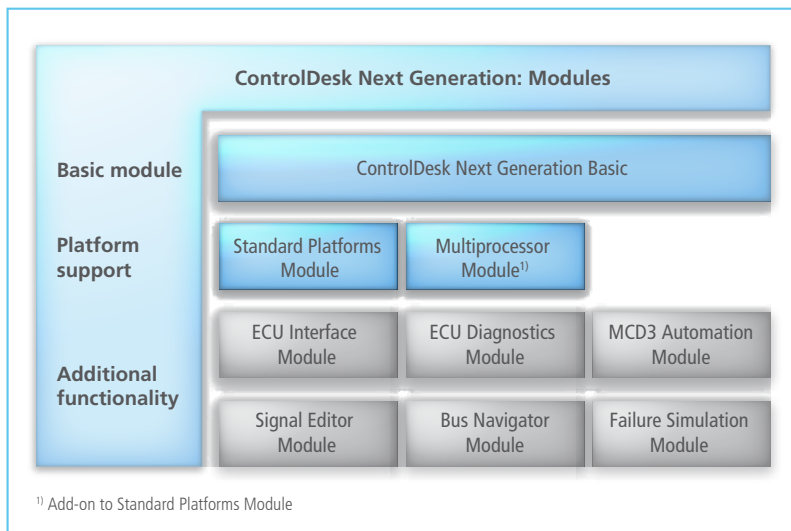 ControlDesk Next Generation: Modules
Basic module
ControlDesk Next Generation Basic
Platform
support
Standard Platforms
Module
Multiprocessor
Module1)
Additional
functionality
ECU Interface
Module
ECU Diagnostics
Module
MCD3 Automation
Module
Signal Editor
Module
Bus Navigator
Module
Failure Simulation
Module
1) Add-on to Standard Platforms Module